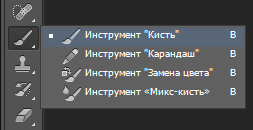 Инструмент "Кисть" B
Инструмент "Карандаш" B
Инструмент "Замена цвета" B
Инструмент «Микс-кисть» B